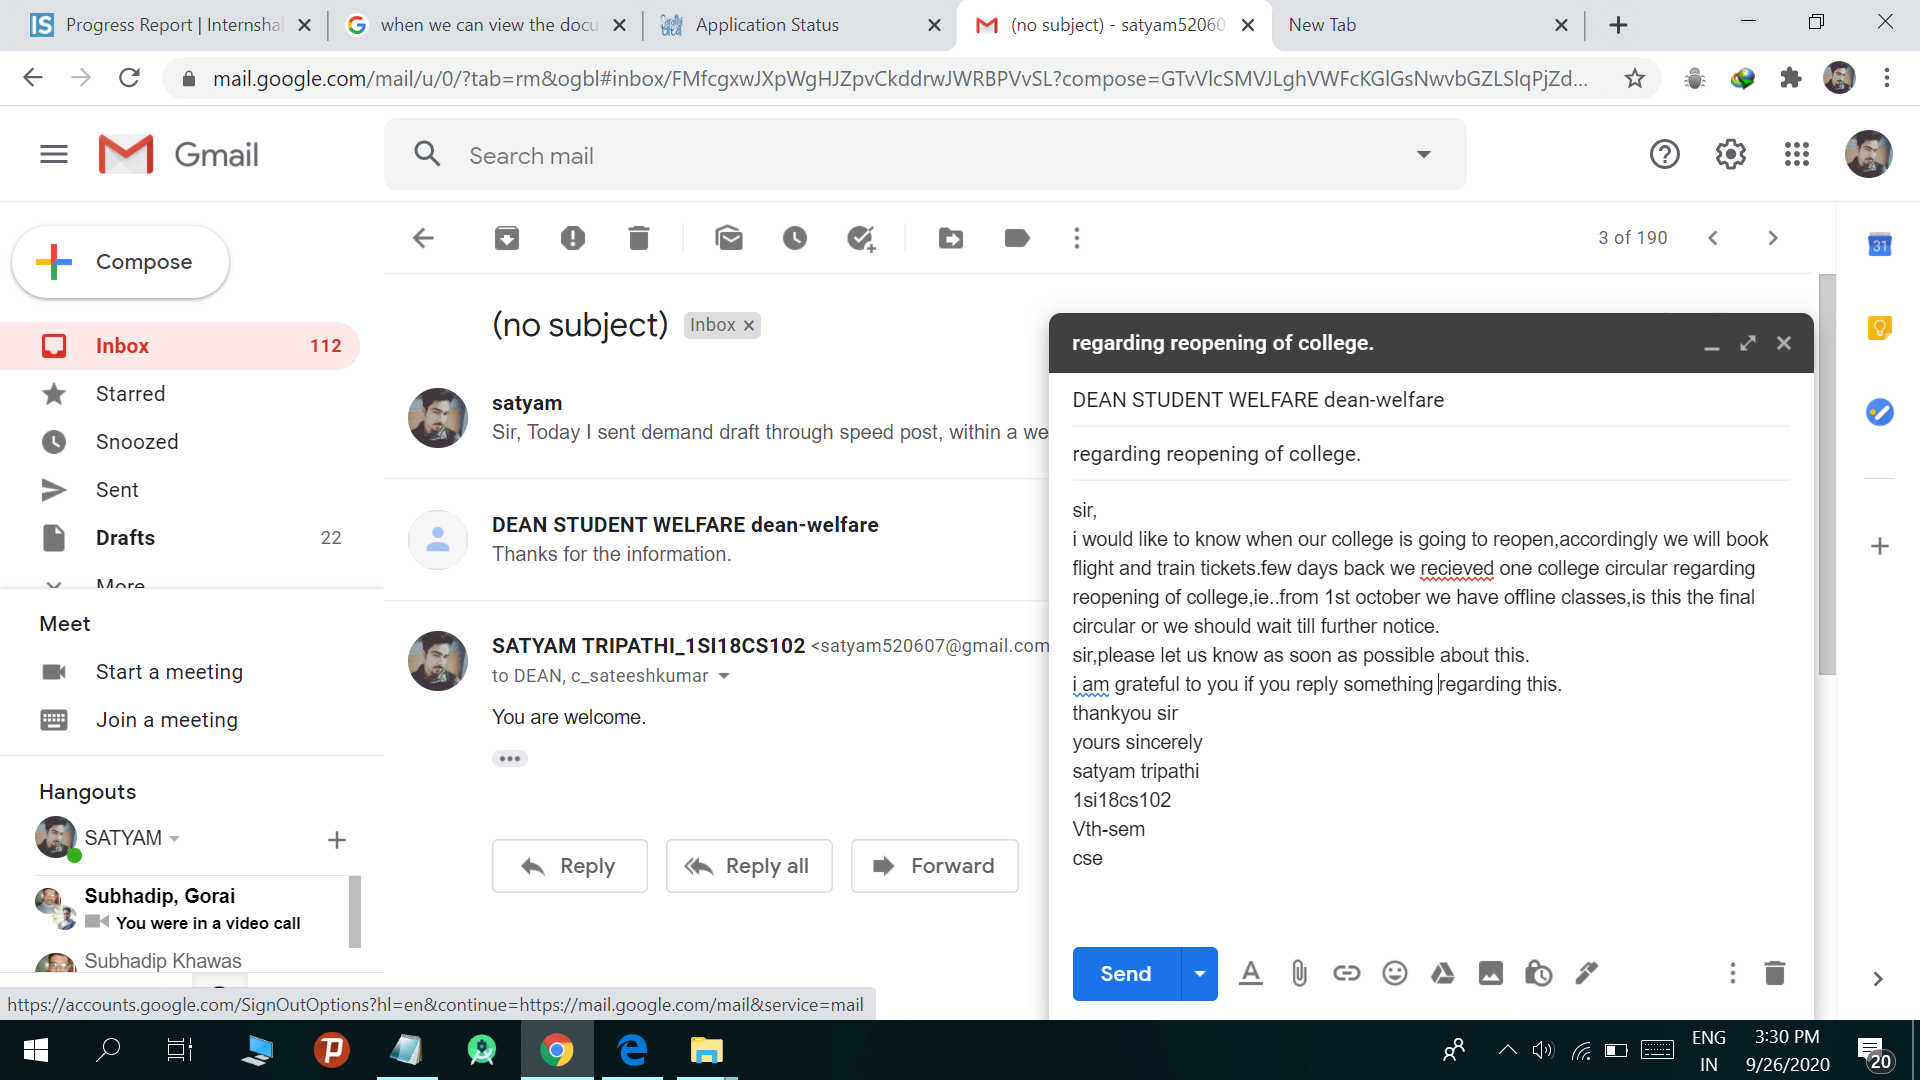 Progress Report | Internshal
when we can view the docu
Application Status
(no subject) - satyam52060
New Tab
mail.google.com/mail/u/0/?tab=rm&ogbl#inbox/FMfcgxwJXpWgHJZpvCkddrwJWRBPVvSL?compose=GTvVlcSMVJLghVWFcKGlGsNwvbGZLSlqPjZd...
Gmail
Search mail
Compose
3 of 190
31
Inbox 112
Starred
Snoozed
Sent
Drafts 22
More
Meet
Start a meeting
Join a meeting
Hangouts
SATYAM
Subhadip, Gorai
You were in a video call
Subhadip Khawas
(no subject) Inbox
satyam
Sir, Today I sent demand draft through speed post, within a we
DEAN STUDENT WELFARE dean-welfare
Thanks for the information.
SATYAM TRIPATHI_1SI18CS102 <satyam520607@gmail.com
to DEAN, c_sateeshkumar
You are welcome.
Reply
Reply all
Forward
regarding reopening of college.
DEAN STUDENT WELFARE dean-welfare
regarding reopening of college.
sir,
i would like to know when our college is going to reopen,accordingly we will book
flight and train tickets.few days back we recieved one college circular regarding
reopening of college,ie..from 1st october we have offline classes,is this the final
circular or we should wait till further notice.
sir,please let us know as soon as possible about this.
i am grateful to you if you reply something regarding this.
thankyou sir
yours sincerely
satyam tripathi
1si18cs102
Vth-sem
cse
Send
https://accounts.google.com/SignOutOptions?hl=en&continue=https://mail.google.com/mail&service=mail
ENG
IN
3:30 PM
9/26/2020
20